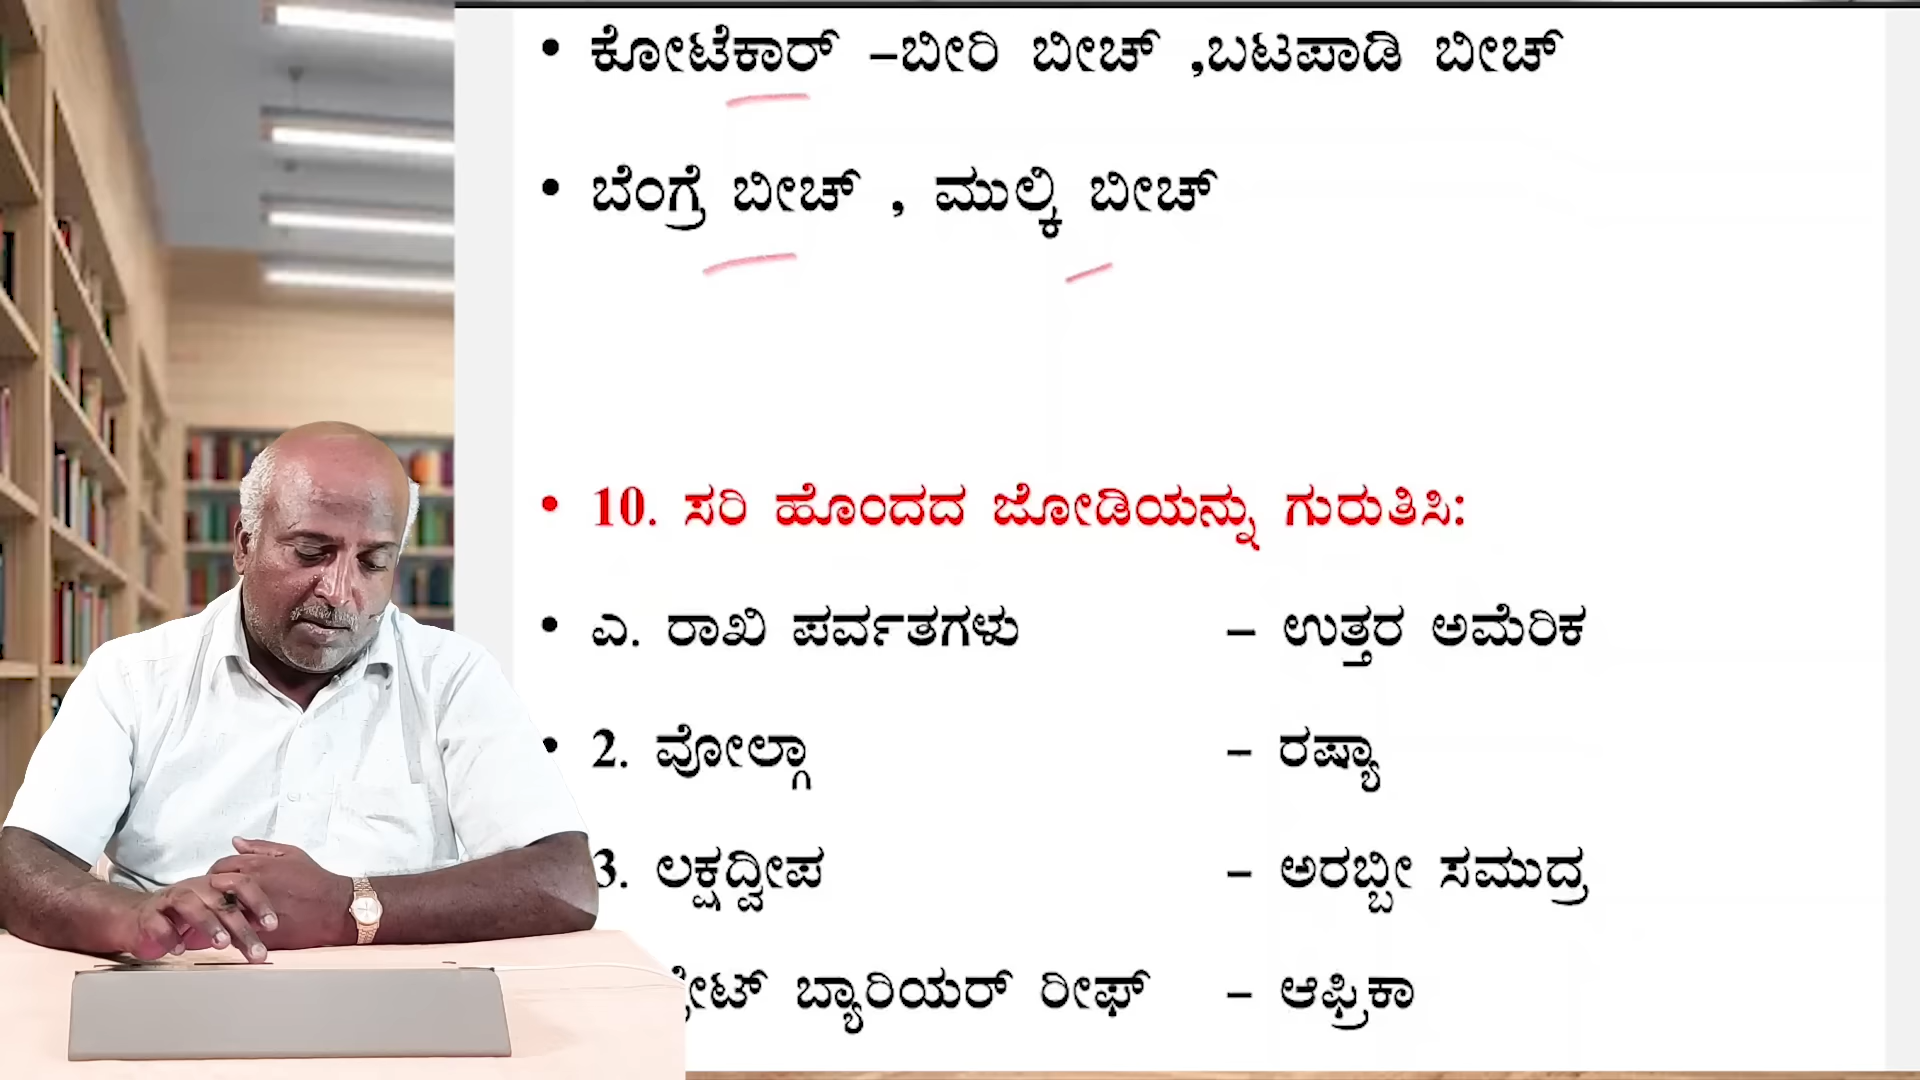 • ಕೋಟೆಕಾರ್ –ಬೀರಿ ಬೀಚ್ ,ಬಟಪಾಡಿ ಬೀಚ್
• ಬೆಂಗ್ರೆ ಬೀಚ್ , ಮುಲ್ಕಿ ಬೀಚ್
• 10. ಸರಿ ಹೊಂದದ ಜೋಡಿಯನ್ನು ಗುರುತಿಸಿ:
• ಎ. ರಾಖಿ ಪರ್ವತಗಳು – ಉತ್ತರ ಅಮೆರಿಕ
• 2. ವೋಲ್ಗಾ – ರಷ್ಯಾ
3. ಲಕ್ಷದ್ವೀಪ – ಅರಬ್ಬೀ ಸಮುದ್ರ
ಬ್ಯಾರಿಯರ್ ರೀಫ್ – ಆಫ್ರಿಕಾ